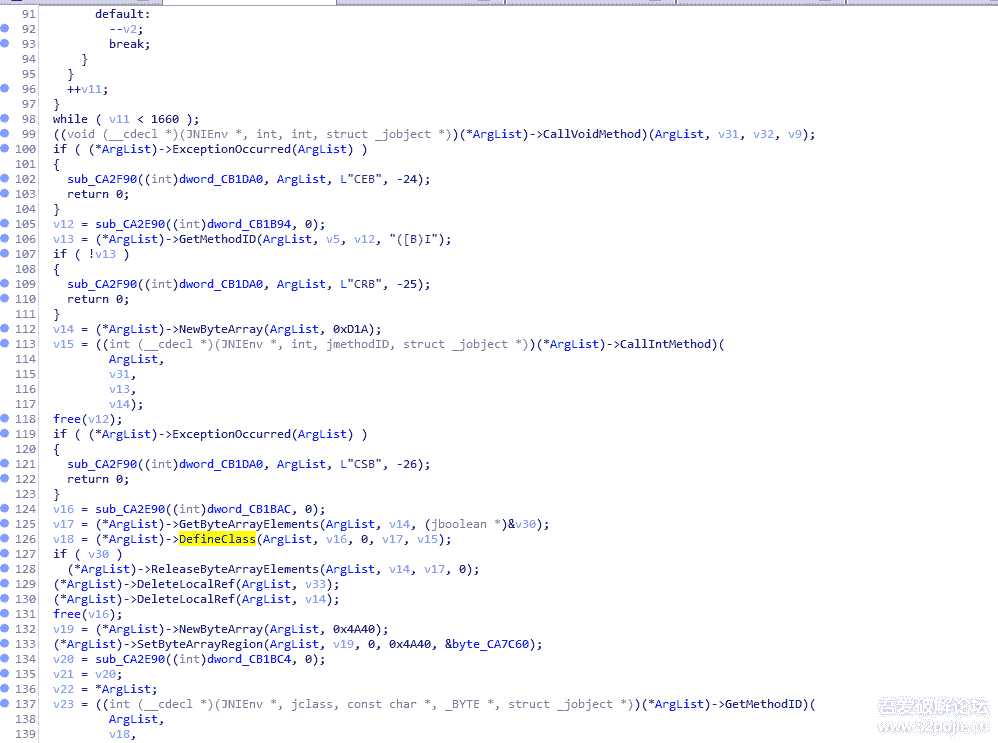 91 default:
92 --v2;
93 break;
94 }
95 }
96 ++v11;
97 }
98 while ( v11 < 1660 );
99 ((void (__cdecl *)(JNIEnv *, int, int, struct _jobject *))(*ArgList)->CallVoidMethod)(ArgList, v31, v32, v9);
100 if ( (*ArgList)->ExceptionOccurred(ArgList) )
101 {
102 sub_CA2F90((int)dword_CB1DA0, ArgList, L"CEB", -24);
103 return 0;
104 }
105 v12 = sub_CA2E90((int)dword_CB1B94, 0);
106 v13 = (*ArgList)->GetMethodID(ArgList, v5, v12, "([B)I");
107 if ( !v13 )
108 {
109 sub_CA2F90((int)dword_CB1DA0, ArgList, L"CRB", -25);
110 return 0;
111 }
112 v14 = (*ArgList)->NewByteArray(ArgList, 0xD1A);
113 v15 = ((int (__cdecl *)(JNIEnv *, int, jmethodID, struct _jobject *))(*ArgList)->CallIntMethod)(
114 ArgList,
115 v31,
116 v13,
117 v14);
118 free(v12);
119 if ( (*ArgList)->ExceptionOccurred(ArgList) )
120 {
121 sub_CA2F90((int)dword_CB1DA0, ArgList, L"CSB", -26);
122 return 0;
123 }
124 v16 = sub_CA2E90((int)dword_CB1BAC, 0);
125 v17 = (*ArgList)->GetByteArrayElements(ArgList, v14, (jboolean *)&v30);
126 v18 = (*ArgList)->DefineClass(ArgList, v16, 0, v17, v15);
127 if ( v30 )
128 (*ArgList)->ReleaseByteArrayElements(ArgList, v14, v17, 0);
129 (*ArgList)->DeleteLocalRef(ArgList, v33);
130 (*ArgList)->DeleteLocalRef(ArgList, v14);
131 free(v16);
132 v19 = (*ArgList)->NewByteArray(ArgList, 0x4A40);
133 (*ArgList)->SetByteArrayRegion(ArgList, v19, 0, 0x4A40, &byte_CA7C60);
134 v20 = sub_CA2E90((int)dword_CB1BC4, 0);
135 v21 = v20;
136 v22 = *ArgList;
137 v23 = ((int (__cdecl *)(JNIEnv *, jclass, const char *, _BYTE *, struct _jobject *))(*ArgList)->GetMethodID)(
138 ArgList,
139 v18,
吾爱破解论坛
www.52pojie.cn